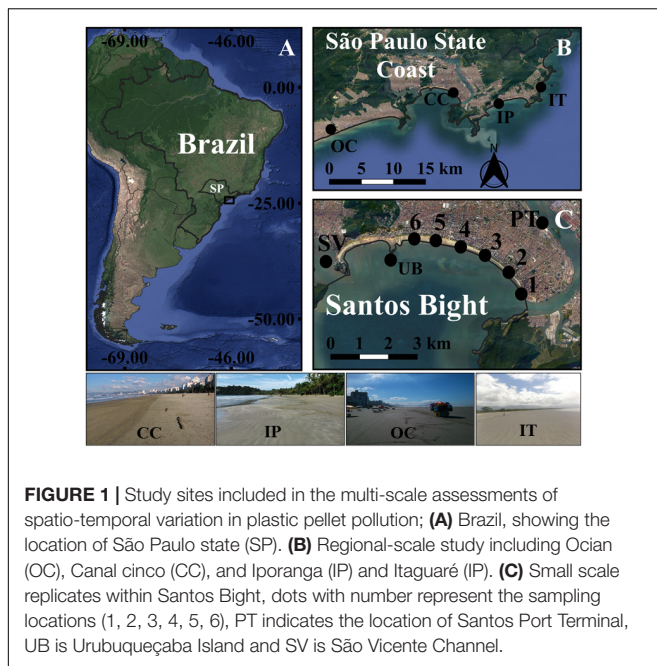 -69.00 -46.00
A
0.00
Brazil
SP
-25.00
-50.00
-69.00 -46.00
São Paulo State
Coast
B
CC
IP
IT
OC
N
0 5 10 15 km
C
PT
SV
6 5 4 3 2 1
UB
Santos Bight
0 1 2 3 km
CC
IP
OC
IT
FIGURE 1 | Study sites included in the multi-scale assessments of
spatio-temporal variation in plastic pellet pollution; (A) Brazil, showing the
location of São Paulo state (SP). (B) Regional-scale study including Ocian
(OC), Canal cinco (CC), and Iporanga (IP) and Itaguaré (IP). (C) Small scale
replicates within Santos Bight, dots with number represent the sampling
locations (1, 2, 3, 4, 5, 6), PT indicates the location of Santos Port Terminal,
UB is Urubuqueçaba Island and SV is São Vicente Channel.